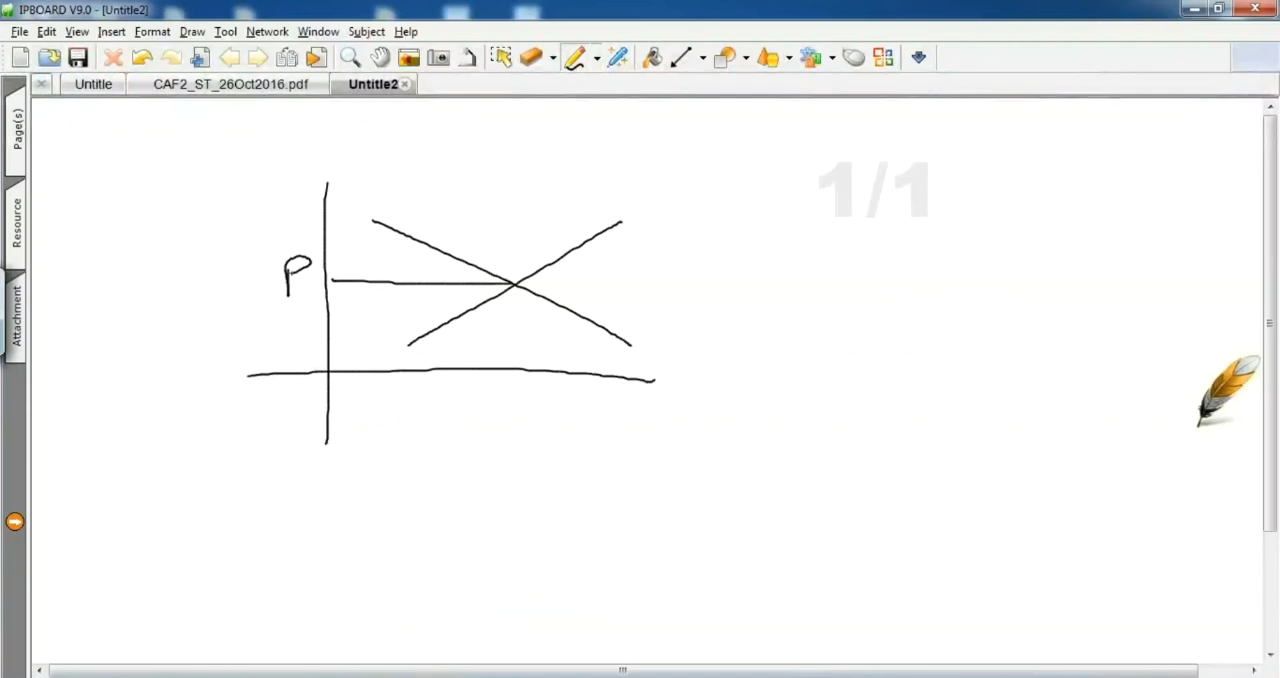 IPBOARD V9.0 - [Untitle2]
File Edit View Insert Format Draw Tool Network Window Subject Help
Untitle CAF2_ST_26Oct2016.pdf Untitle2
Page(s)
Resource
Attachment
1/1
P